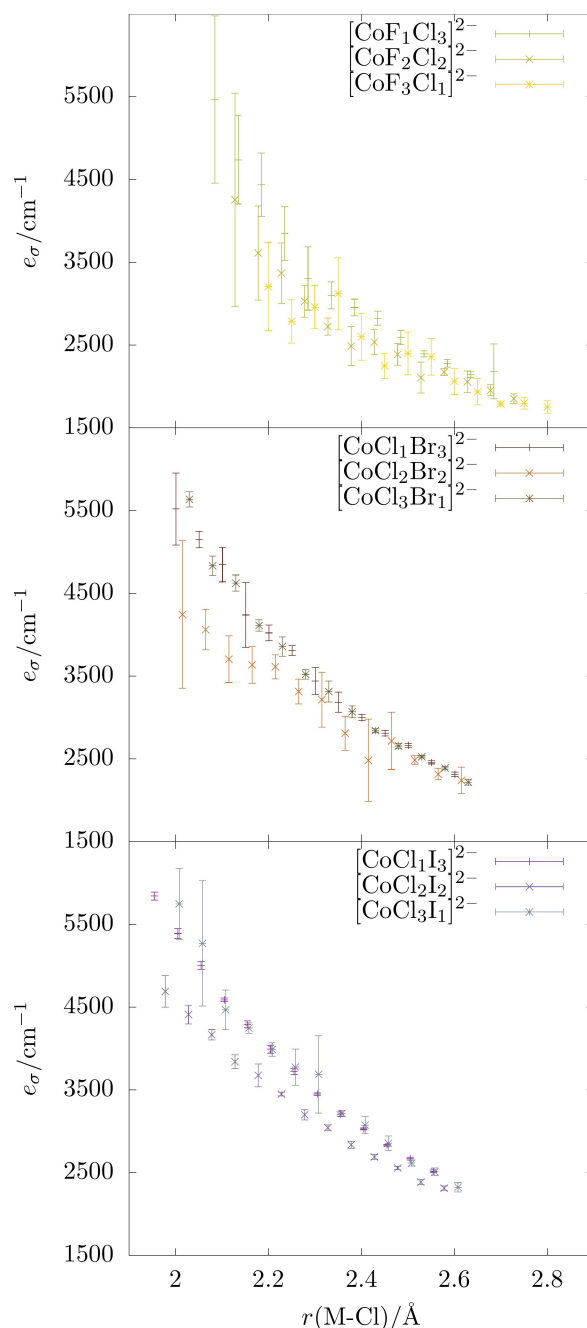 [CoF₁Cl₃]²⁻
[CoF₂Cl₂]²⁻
[CoF₃Cl₁]²⁻
5500
4500
3500
2500
1500
eσ/cm⁻¹
[CoCl₁Br₃]²⁻
[CoCl₂Br₂]²⁻
[CoCl₃Br₁]²⁻
5500
4500
3500
2500
1500
eσ/cm⁻¹
[CoCl₁I₃]²⁻
[CoCl₂I₂]²⁻
[CoCl₃I₁]²⁻
5500
4500
3500
2500
1500
eσ/cm⁻¹
2 2.2 2.4 2.6 2.8
r(M-Cl)/Å